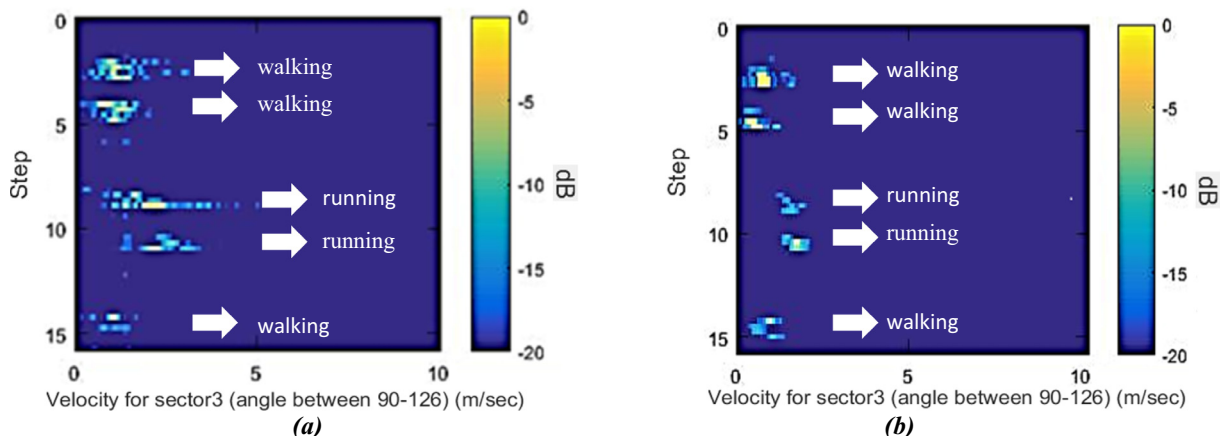 0
5
10
15
Step
walking
walking
running
running
walking
0
5
10
Velocity for sector3 (angle between 90-126) (m/sec)
0
-5
-10
-15
-20
dB
(a)
0
5
10
15
Step
walking
walking
running
running
walking
0
5
10
Velocity for sector3 (angle between 90-126) (m/sec)
0
-5
-10
-15
-20
dB
(b)